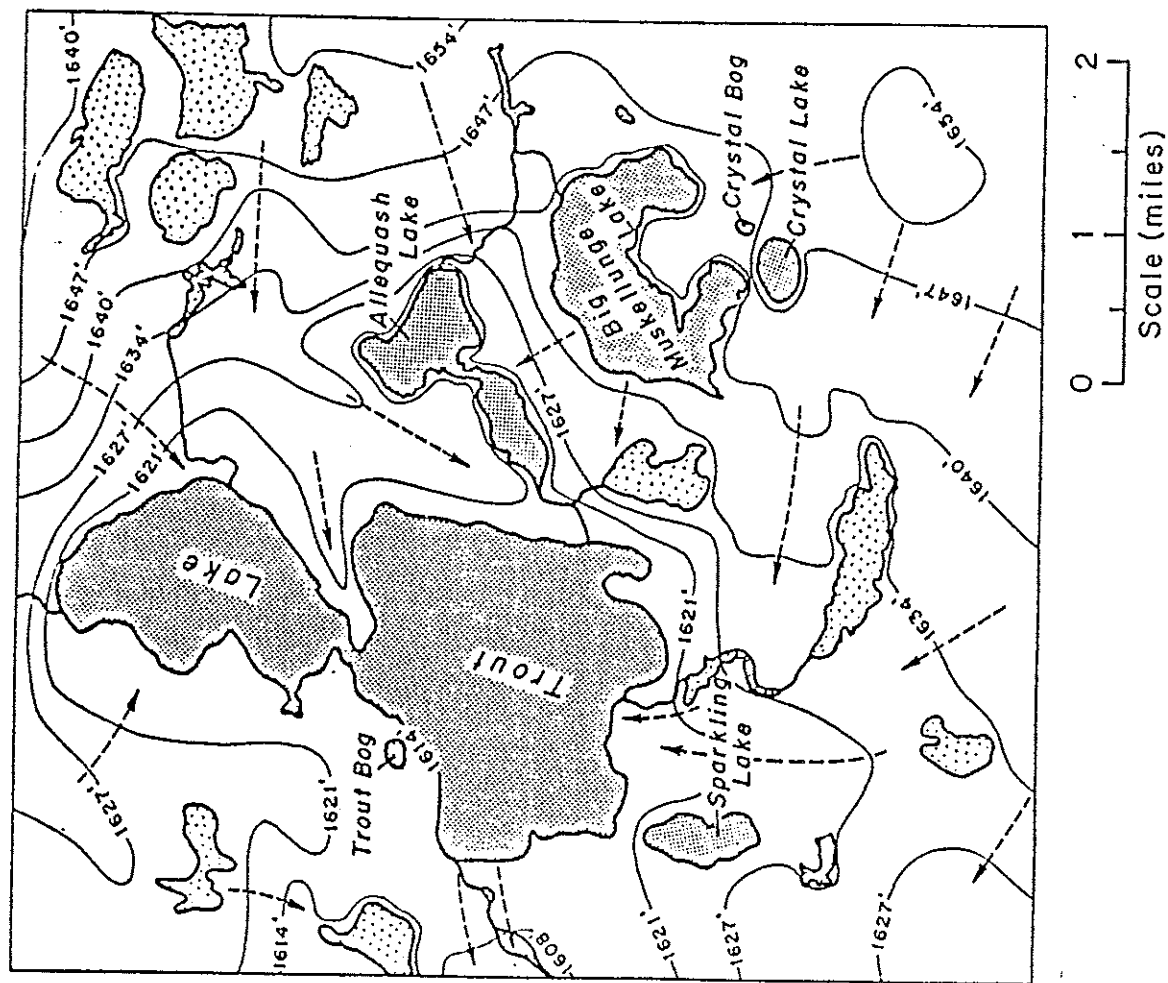 1640'
1654'
1647'
1647'
1640'
1634'
1627'
1621'
Allequash
Lake
Big
Muskellunge
Lake
Crystal Bog
Crystal Lake
1654'
1647'
1640'
1634'
1627'
1621'
Trout
Lake
Trout Bog
1614'
1621'
1627'
1614'
1608
Sparkling
Lake
1621'
1627'
1627'
0 1 2
Scale (miles)